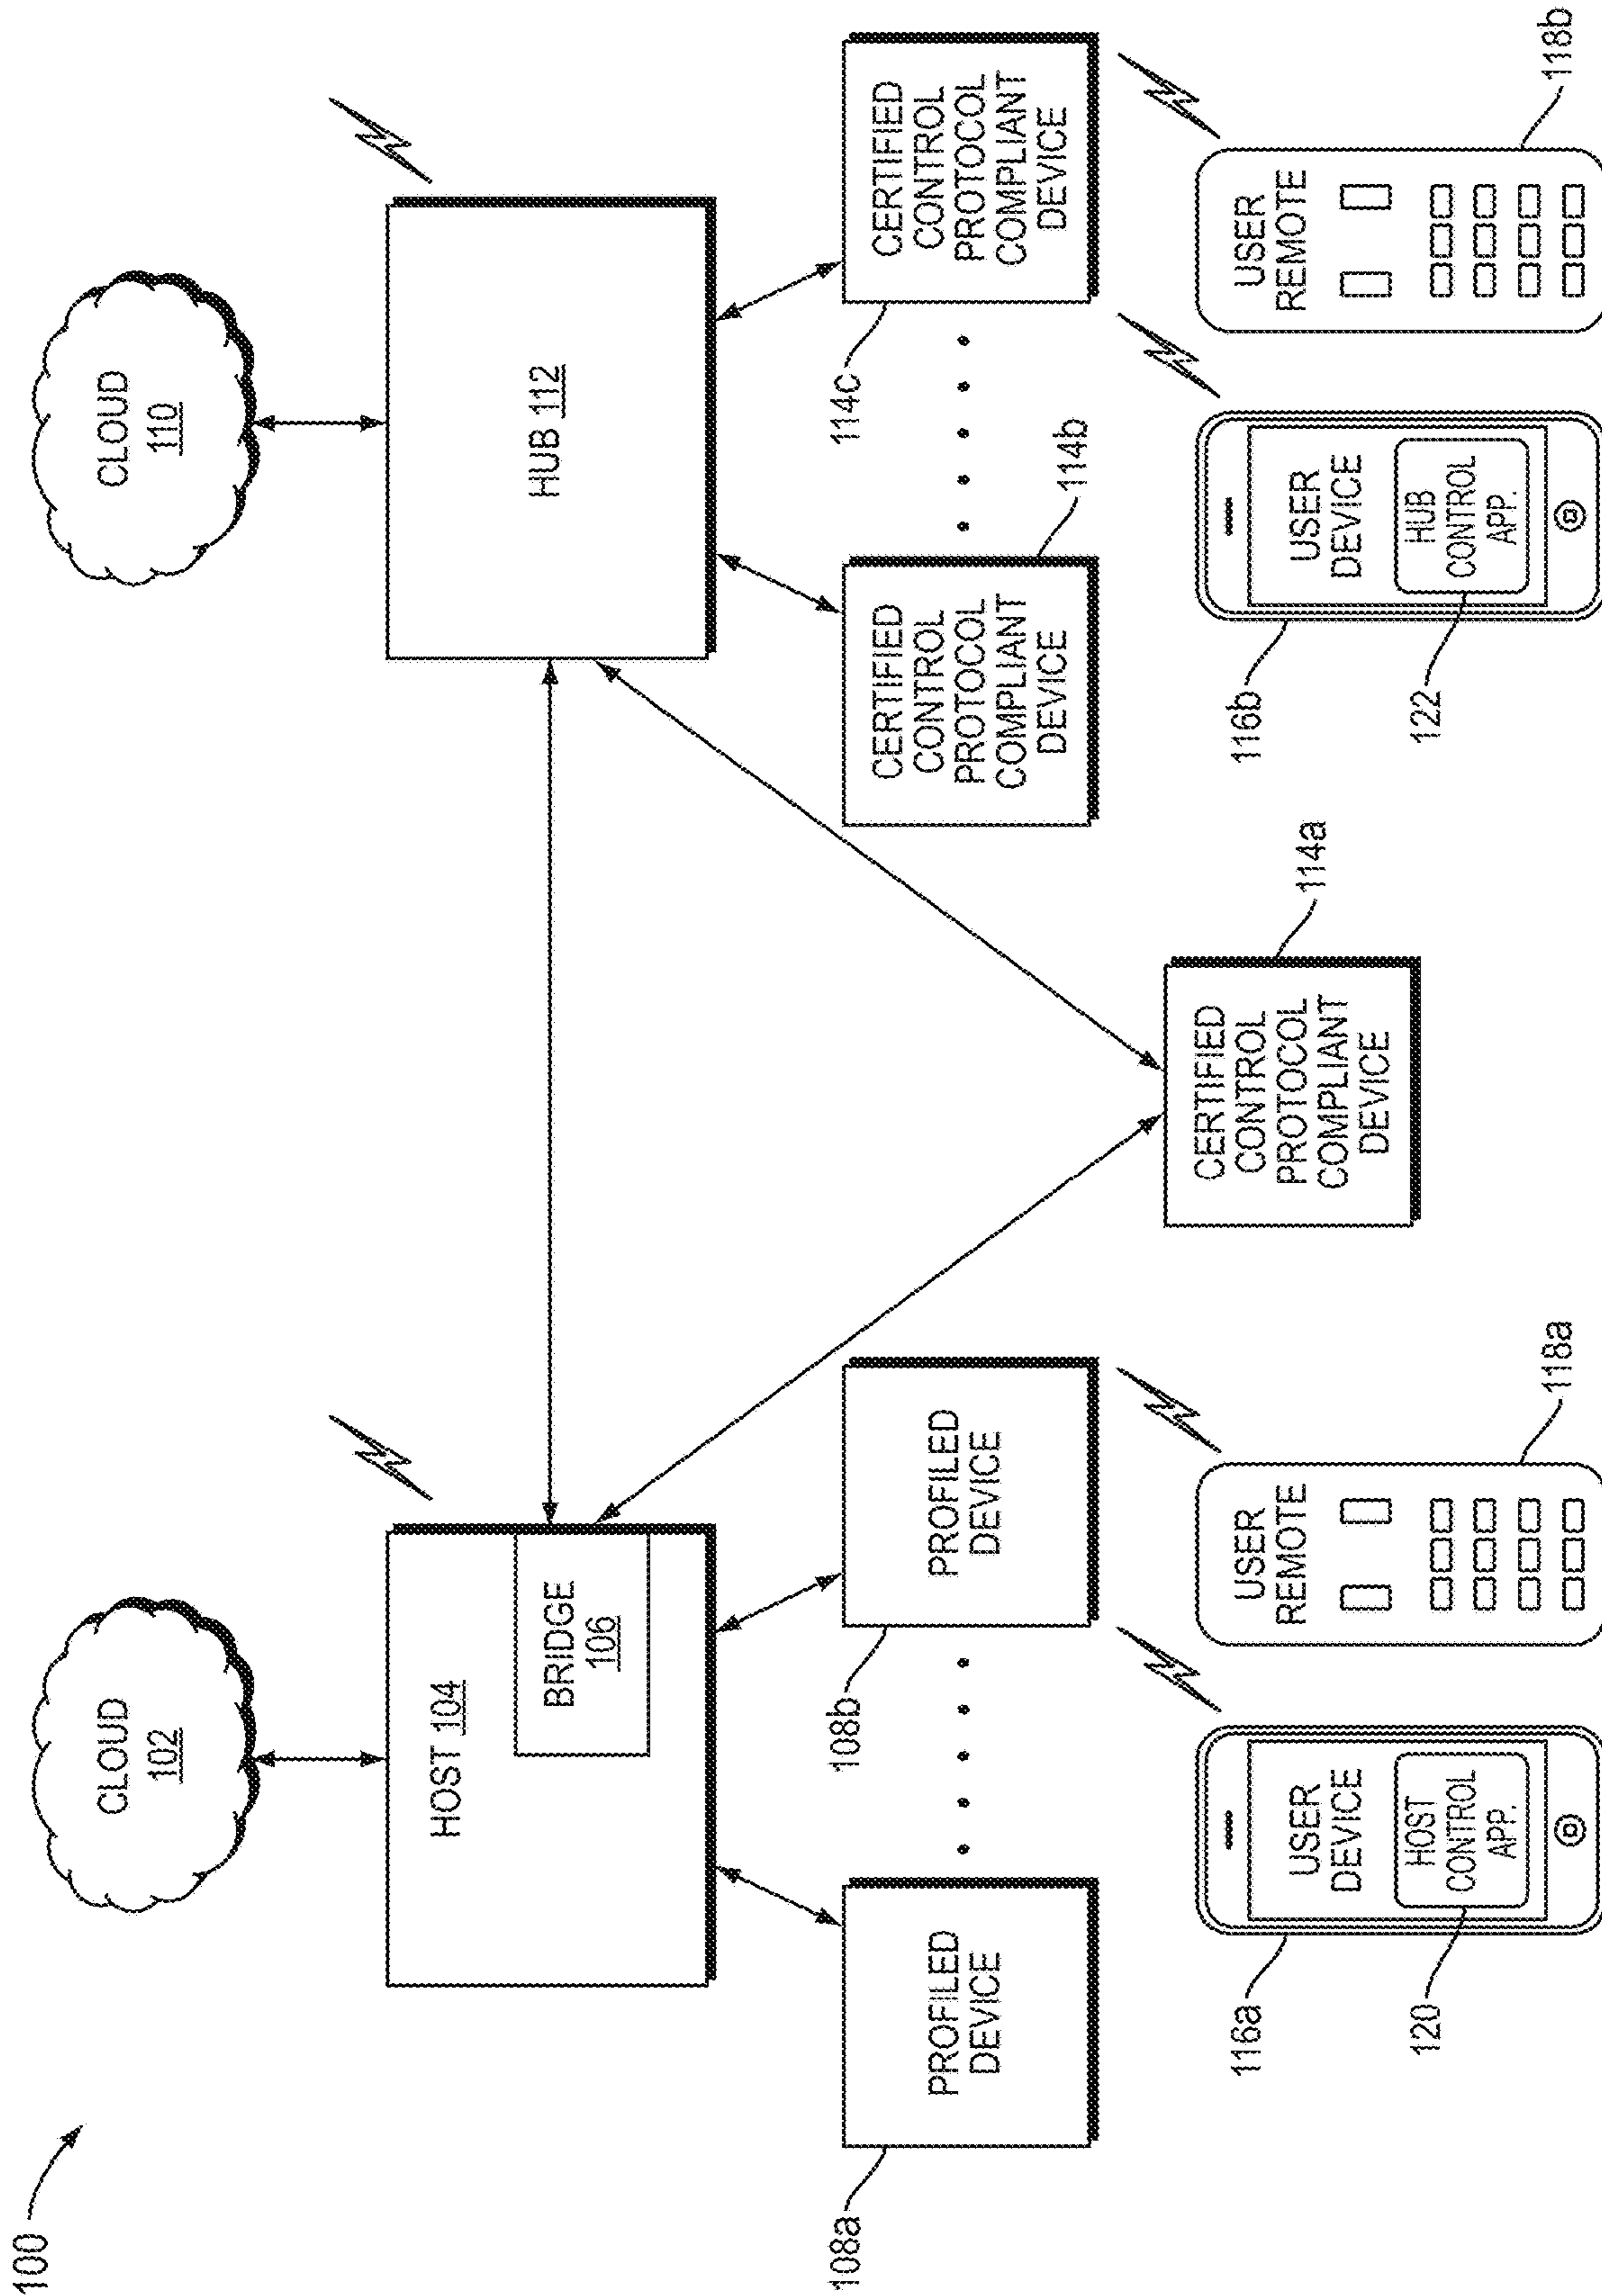 100
CLOUD
102
CLOUD
110
HOST 104
BRIDGE
106
HUB 112
108a
PROFILED
DEVICE
108b
PROFILED
DEVICE
CERTIFIED
CONTROL
PROTOCOL
COMPLIANT
DEVICE
114b
114c
CERTIFIED
CONTROL
PROTOCOL
COMPLIANT
DEVICE
CERTIFIED
CONTROL
PROTOCOL
COMPLIANT
DEVICE
114a
116a
USER
DEVICE
HOST
CONTROL
APP.
120
USER
REMOTE
118a
116b
USER
DEVICE
HUB
CONTROL
APP.
122
USER
REMOTE
118b